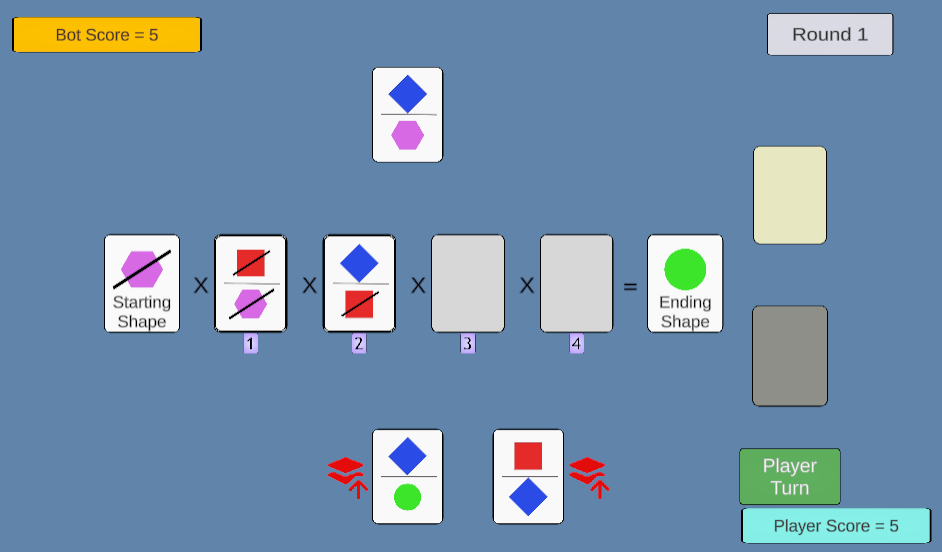 Bot Score = 5
Round 1
Starting
Shape
X
X
X
X
=
Ending
Shape
1
2
3
4
Player
Turn
Player Score = 5